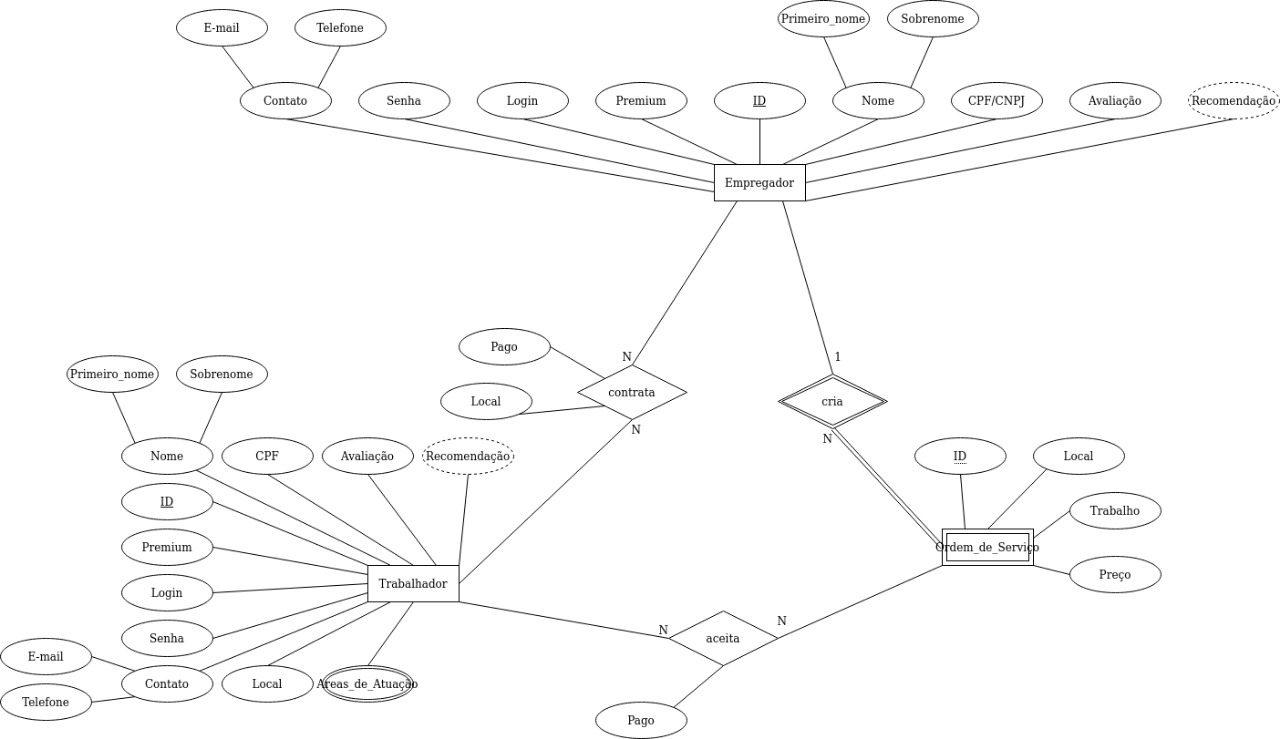 Primeiro_nome
Sobrenome
E-mail
Telefone
Contato
Senha
Login
Premium
ID
Nome
CPF/CNPJ
Avaliação
Recomendação
Empregador
Pago
N
1
Primeiro_nome
Sobrenome
contrata
Local
cria
N
N
Nome
CPF
Avaliação
Recomendação
ID
Local
ID
Trabalho
Premium
Ordem_de_Serviço
Preço
Trabalhador
Login
Senha
N
aceita
N
E-mail
Contato
Local
Áreas_de_Atuação
Telefone
Pago